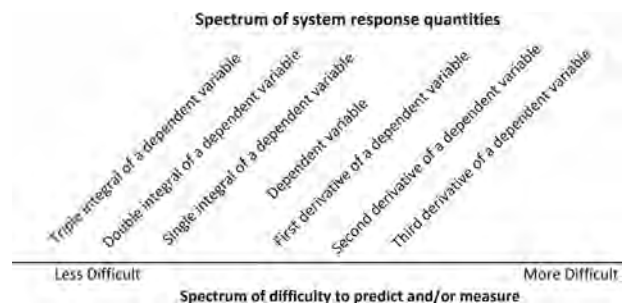 Spectrum of system response quantities
Triple integral of a dependent variable
Double integral of a dependent variable
Single integral of a dependent variable
Dependent variable
First derivative of a dependent variable
Second derivative of a dependent variable
Third derivative of a dependent variable
Less Difficult
More Difficult
Spectrum of difficulty to predict and/or measure